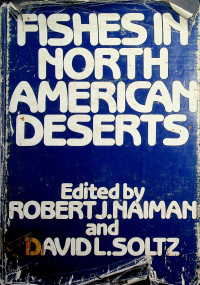 FISHES IN
NORTH
AMERICAN
DESERTS
Edited by
ROBERT J. NAIMAN
and
DAVID L. SOLTZ